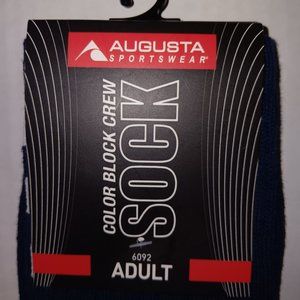 AUGUSTA
SPORTSWEAR®
COLOR BLOCK CREW
SOCK
6092
ADULT